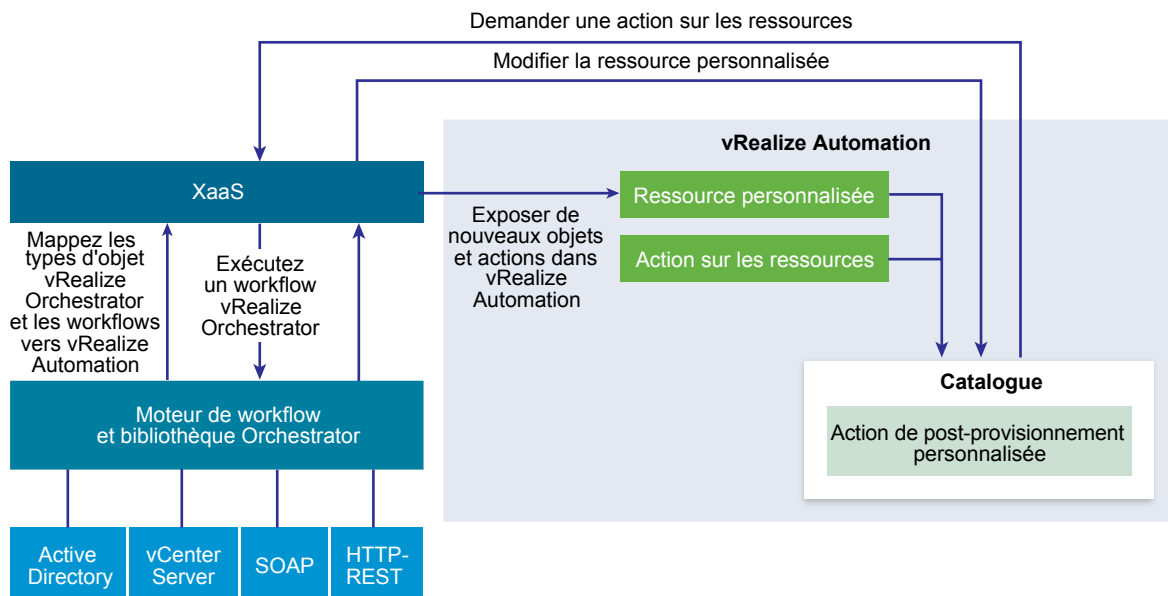 Demander une action sur les ressources
Modifier la ressource personnalisée
vRealize Automation
XaaS
Ressource personnalisée
Action sur les ressources
Exposer de
nouveaux objets
et actions dans
vRealize
Automation
Mappez les
types d'objet
vRealize
Orchestrator
et les workflows
vers vRealize
Automation
Exécutez
un workflow
vRealize
Orchestrator
Catalogue
Action de post-provisionnement
personnalisée
Moteur de workflow
et bibliothèque Orchestrator
Active
Directory
vCenter
Server
SOAP
HTTP-
REST